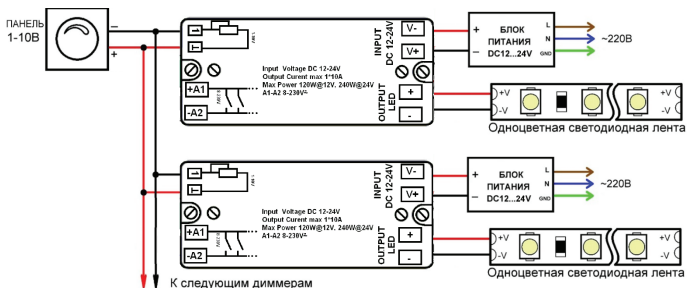 ПАНЕЛЬ
1-10В
–
+
INPUT
DC 12-24V
V-
V+
Input Voltage DC 12-24V
Output Curent max 1*10A
Max Power 120W@12V, 240W@24V
A1-A2 8-230V
+A1
-A2
OUTPUT
LED
+
-
+
–
БЛОК
ПИТАНИЯ
DC12...24V
L
N
GND
~220В
+V
-V
+V
-V
Одноцветная светодиодная лента
INPUT
DC 12-24V
V-
V+
Input Voltage DC 12-24V
Output Curent max 1*10A
Max Power 120W@12V, 240W@24V
A1-A2 8-230V
+A1
-A2
OUTPUT
LED
+
-
+
–
БЛОК
ПИТАНИЯ
DC12...24V
L
N
GND
~220В
+V
-V
+V
-V
Одноцветная светодиодная лента
К следующим диммерам